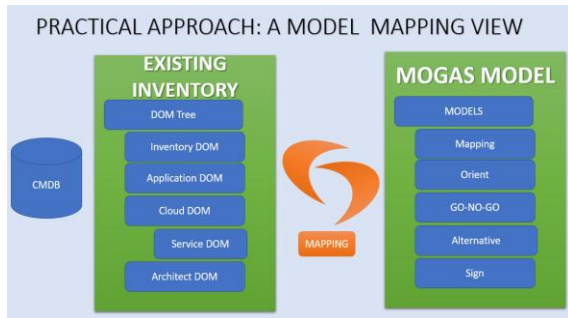 PRACTICAL APPROACH: A MODEL MAPPING VIEW
CMDB
EXISTING
INVENTORY
DOM Tree
Inventory DOM
Application DOM
Cloud DOM
Service DOM
Architect DOM
MAPPING
MOGAS MODEL
MODELS
Mapping
Orient
GO-NO-GO
Alternative
Sign